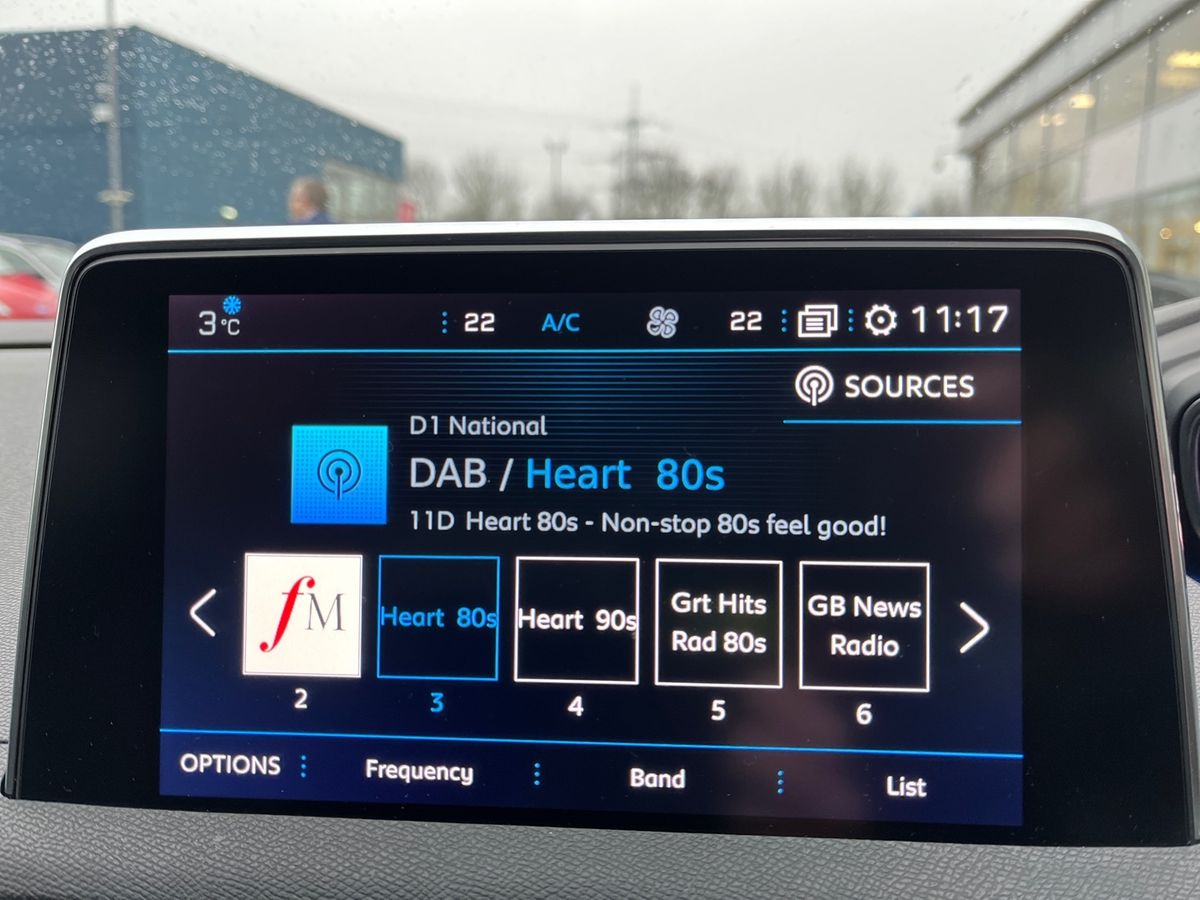 3°C 22 A/C 22 11:17
SOURCES
D1 National
DAB / Heart 80s
11D Heart 80s - Non-stop 80s feel good!
fM
Heart 80s
Heart 90s
Grt Hits
Rad 80s
GB News
Radio
2 3 4 5 6
OPTIONS Frequency Band List